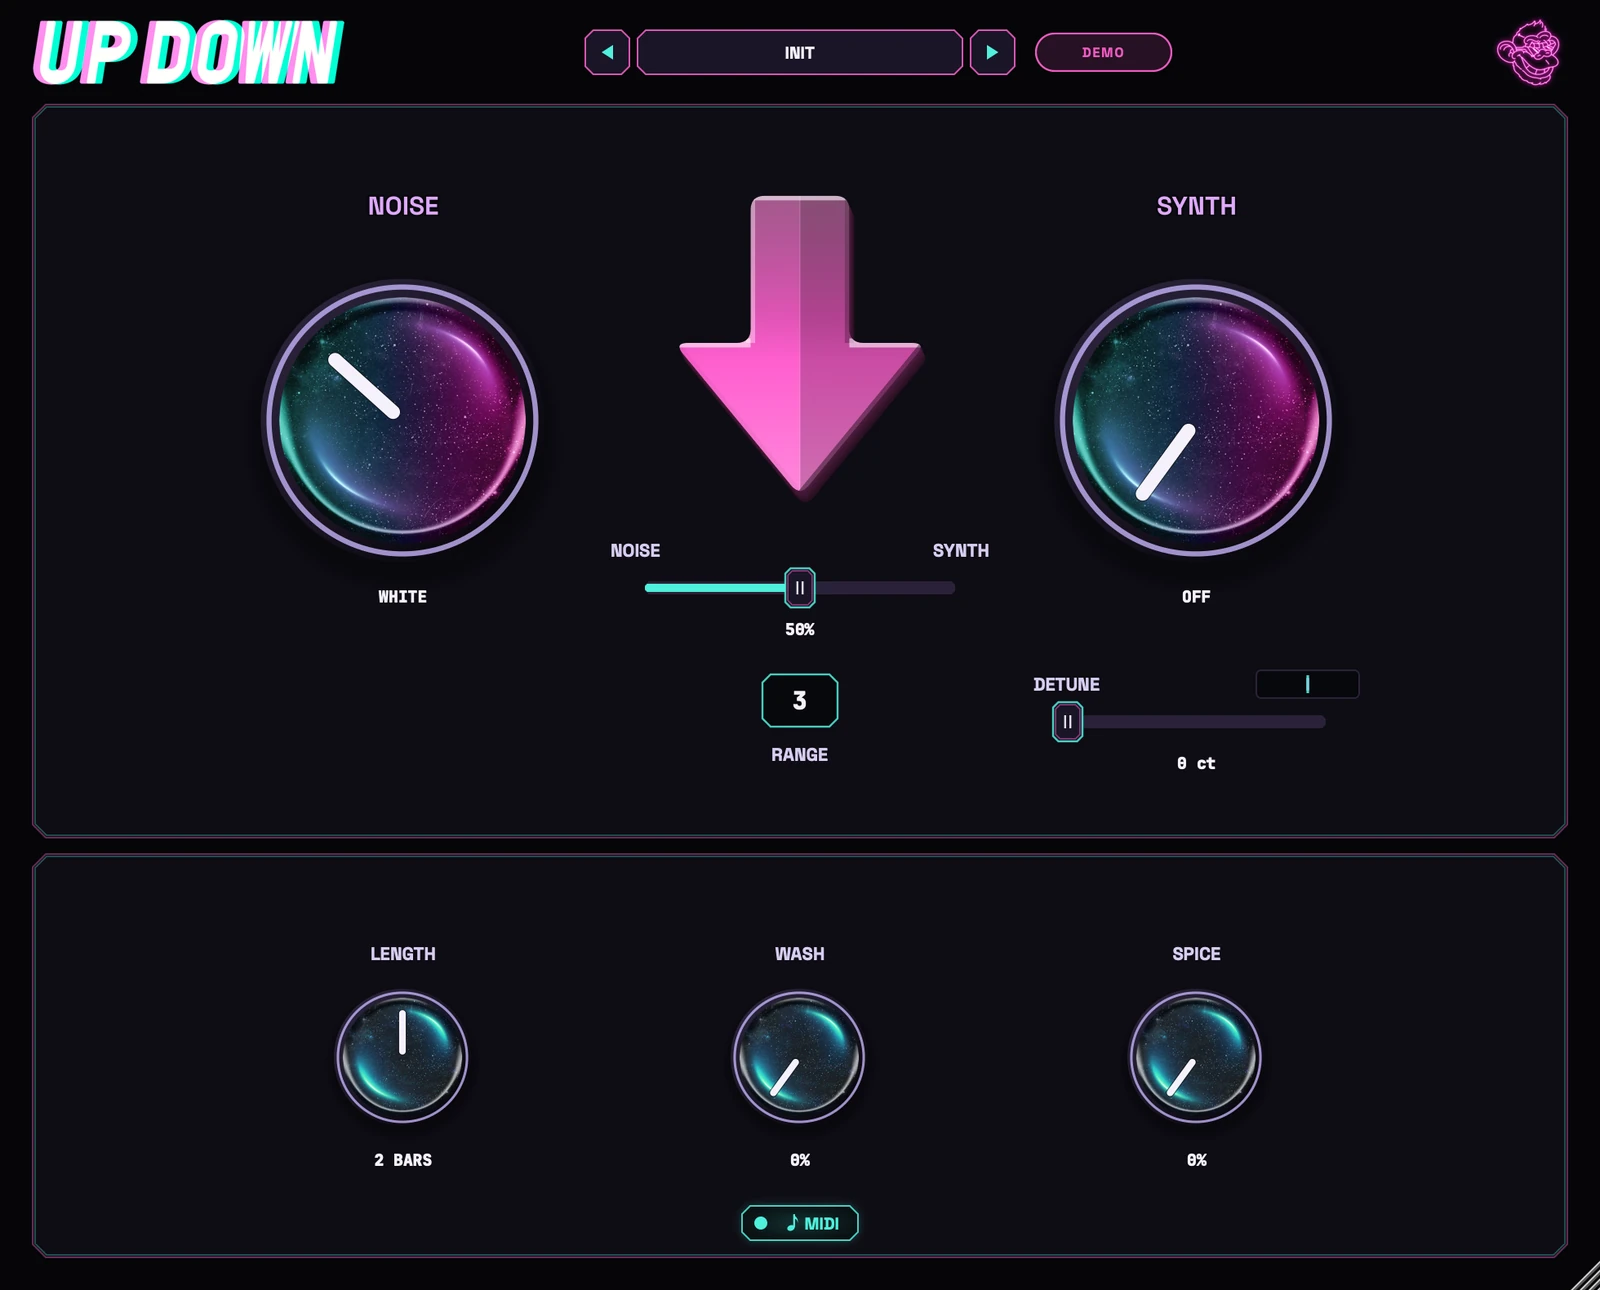 UP DOWN
INIT
DEMO
NOISE
SYNTH
WHITE
NOISE
SYNTH
50%
OFF
3
RANGE
DETUNE
0 ct
LENGTH
WASH
SPICE
2 BARS
0%
0%
MIDI